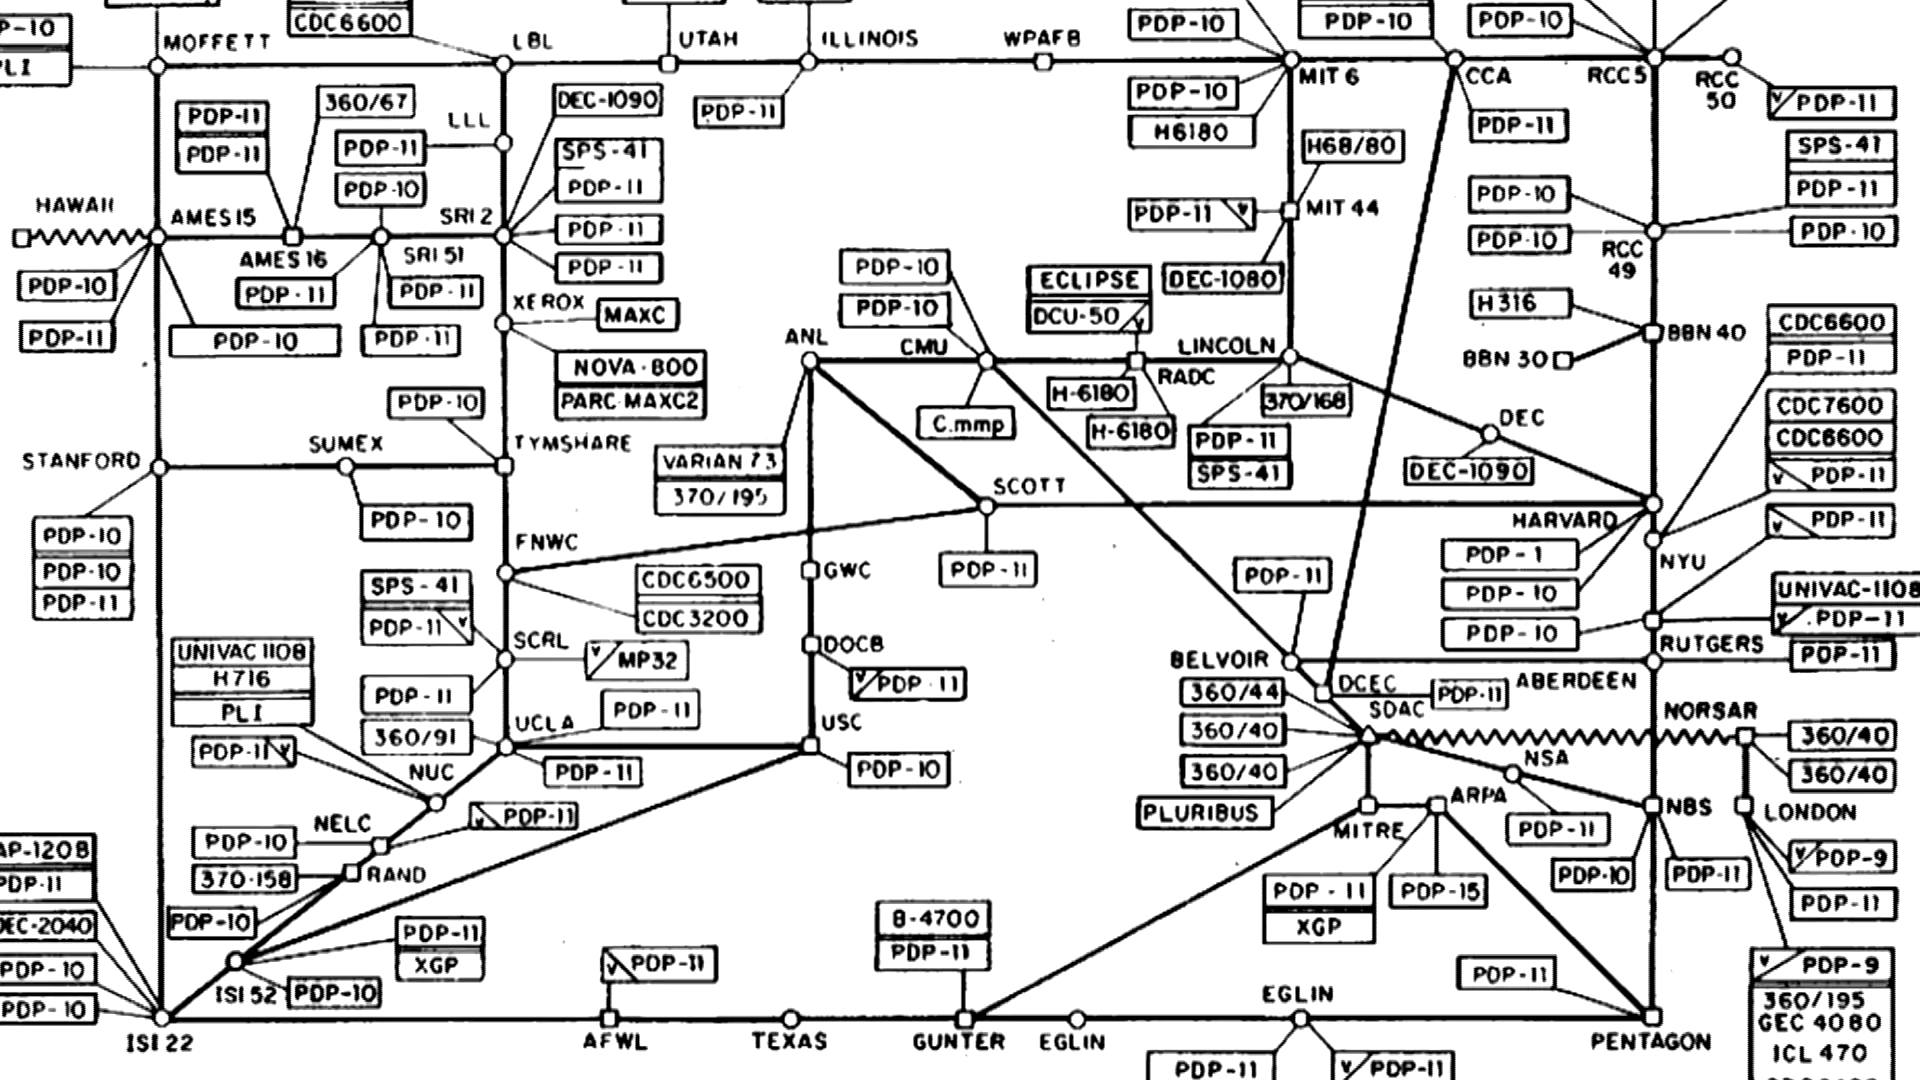 P-10
PLI
MOFFETT
CDC6600
LBL
UTAH
ILLINOIS
WPAFB
PDP-10
PDP-10
PDP-10
MIT 6
CCA
RCC 5
RCC
50
PDP-11
PDP-11
360/67
DEC-1090
PDP-11
PDP-10
H6180
PDP-11
V PDP-11
PDP-11
LLL
PDP-11
SPS-41
PDP-11
H68/80
SPS-41
PDP-11
PDP-10
PDP-10
HAWAII
AMES 15
AMES 16
SRI 51
SRI 2
PDP-11
PDP-11
PDP-11 V
MIT 44
PDP-10
RCC
49
PDP-10
PDP-10
PDP-10
PDP-11
PDP-11
PDP-11
PDP-11
PDP-10
XEROX
MAXC
PDP-10
PDP-10
ECLIPSE
DCU-50 V
DEC-1080
H316
BBN 40
BBN 30
CDC6600
PDP-11
NOVA-800
PARC MAXC2
ANL
CMU
RADC
LINCOLN
H-6180
H-6180
370/168
C.mmp
PDP-10
CDC7600
CDC6600
V PDP-11
STANFORD
SUMEX
TYMSHARE
VARIAN 73
370/195
PDP-11
SPS-41
DEC
DEC-1090
SCOTT
HARVARD
V PDP-11
PDP-10
PDP-10
PDP-11
PDP-10
FNWC
PDP-11
PDP-1
PDP-10
PDP-10
NYU
SPS-41
PDP-11 V
CDC6500
CDC3200
GWC
PDP-11
UNIVAC-1108
V PDP-11
RUTGERS
UNIVAC 1108
H716
PLI
SCRL
V MP32
DOCB
V PDP-11
BELVOIR
DCEC
PDP-11
ABERDEEN
PDP-11
PDP-11
360/91
UCLA
PDP-11
USC
360/44
360/40
360/40
PLURIBUS
SDAC
NORSAR
360/40
360/40
PDP-11 V
NUC
PDP-11
PDP-10
NSA
NELC
PDP-10
V PDP-11
MITRE
ARPA
PDP-11
NBS
LONDON
AP-120B
PDP-11
370-158
RAND
PDP-11
XGP
PDP-15
PDP-10
PDP-11
V PDP-9
PDP-11
DEC-2040
PDP-10
PDP-11
XGP
B-4700
PDP-11
PDP-10
PDP-10
ISI 52
PDP-10
V PDP-11
EGLIN
PDP-11
V PDP-9
360/195
GEC 4080
ICL 470
ISI 22
AFWL
TEXAS
GUNTER
EGLIN
PENTAGON
PDP-11
V PDP-11